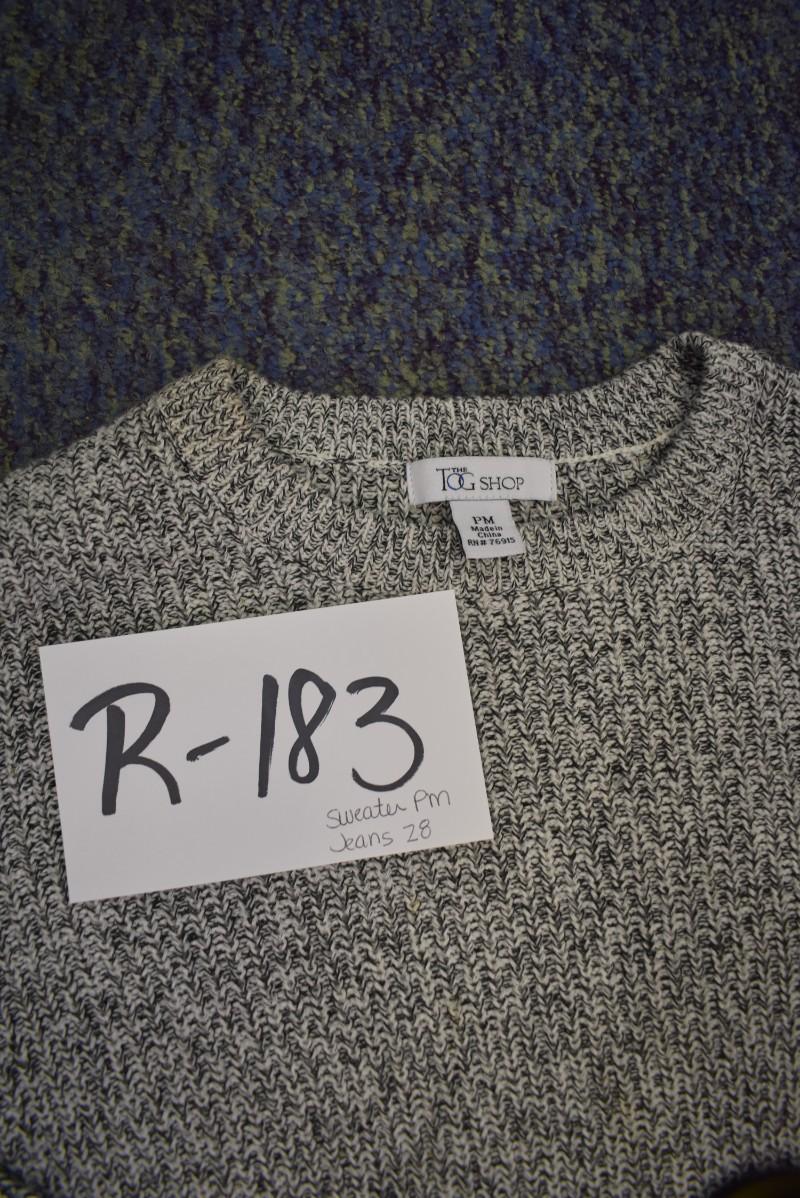 THE
TOG SHOP
PM
Made in
China
RN# 76915
R-183
Sweater Pm
Jeans 28